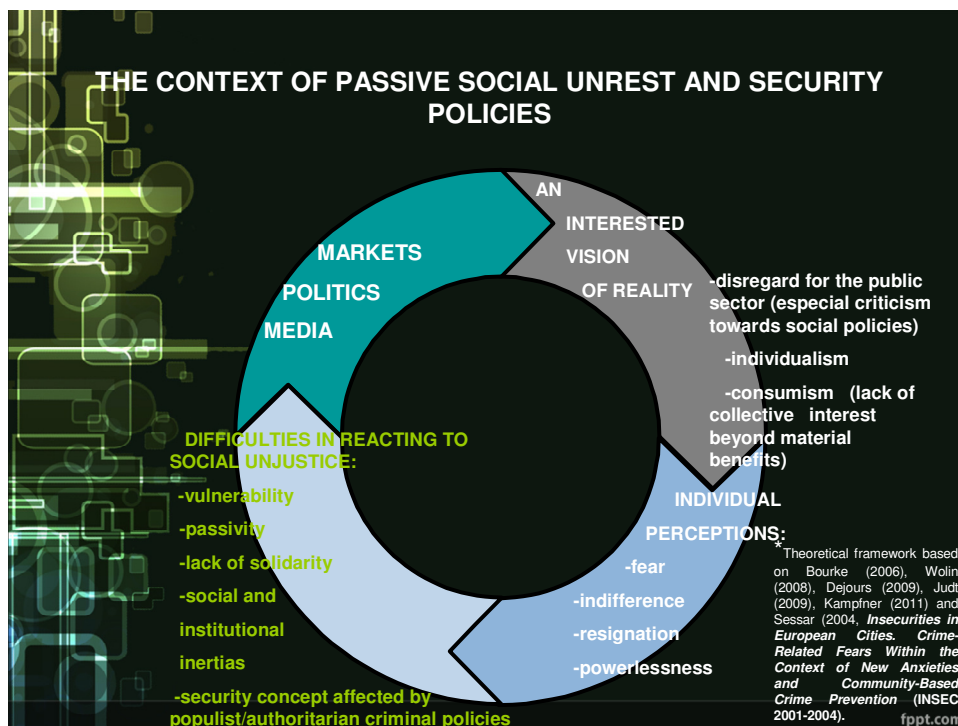 THE CONTEXT OF PASSIVE SOCIAL UNREST AND SECURITY
POLICIES
MARKETS
POLITICS
MEDIA
AN
INTERESTED
VISION
OF REALITY
-disregard for the public
sector (especial criticism
towards social policies)
-individualism
-consumism (lack of
collective interest
beyond material
benefits)
INDIVIDUAL
PERCEPTIONS:
-fear
-indifference
-resignation
-powerlessness
DIFFICULTIES IN REACTING TO
SOCIAL UNJUSTICE:
-vulnerability
-passivity
-lack of solidarity
-social and
institutional
inertias
-security concept affected by
populist/authoritarian criminal policies
*Theoretical framework based
on Bourke (2006), Wolin
(2008), Dejours (2009), Judt
(2009), Kampfner (2011) and
Sessar (2004, Insecurities in
European Cities. Crime-
Related Fears Within the
Context of New Anxieties
and Community-Based
Crime Prevention (INSEC
2001-2004).
fppt.com